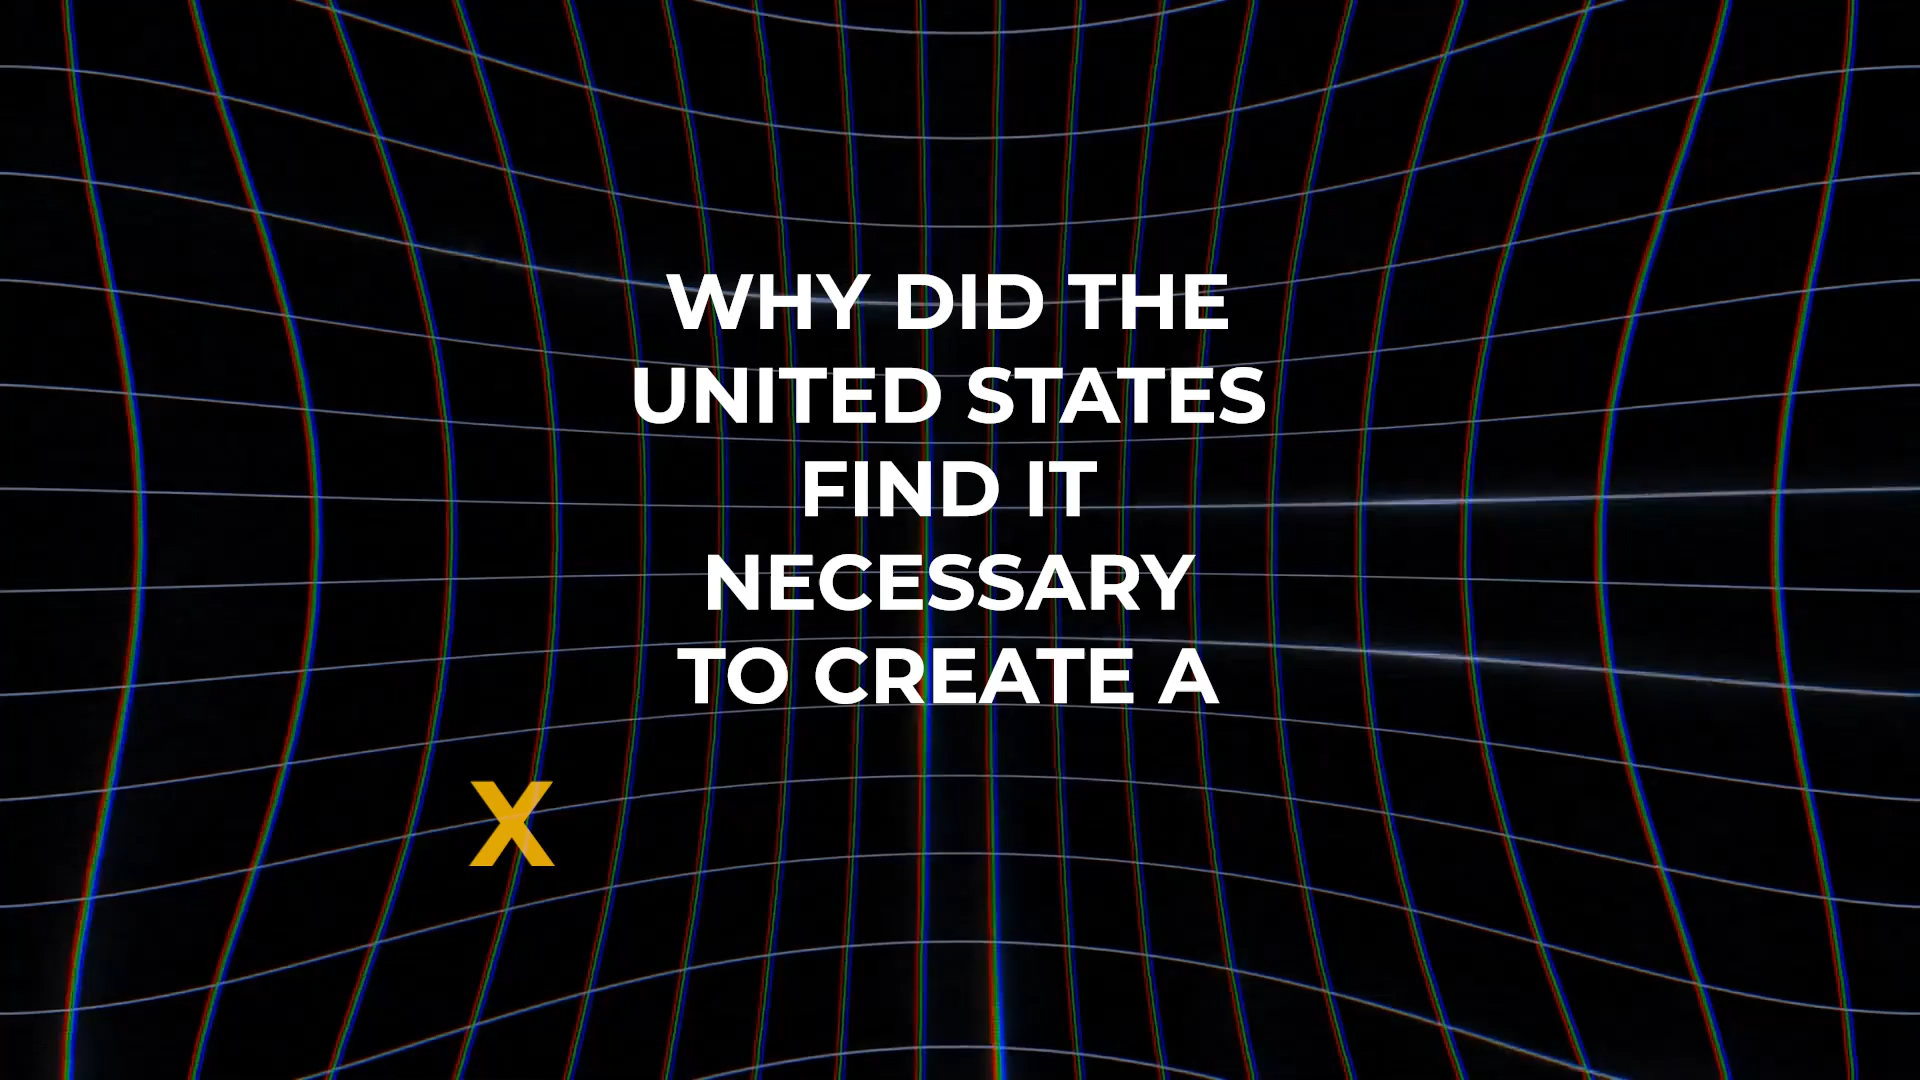 WHY DID THE
UNITED STATES
FIND IT
NECESSARY
TO CREATE A
X